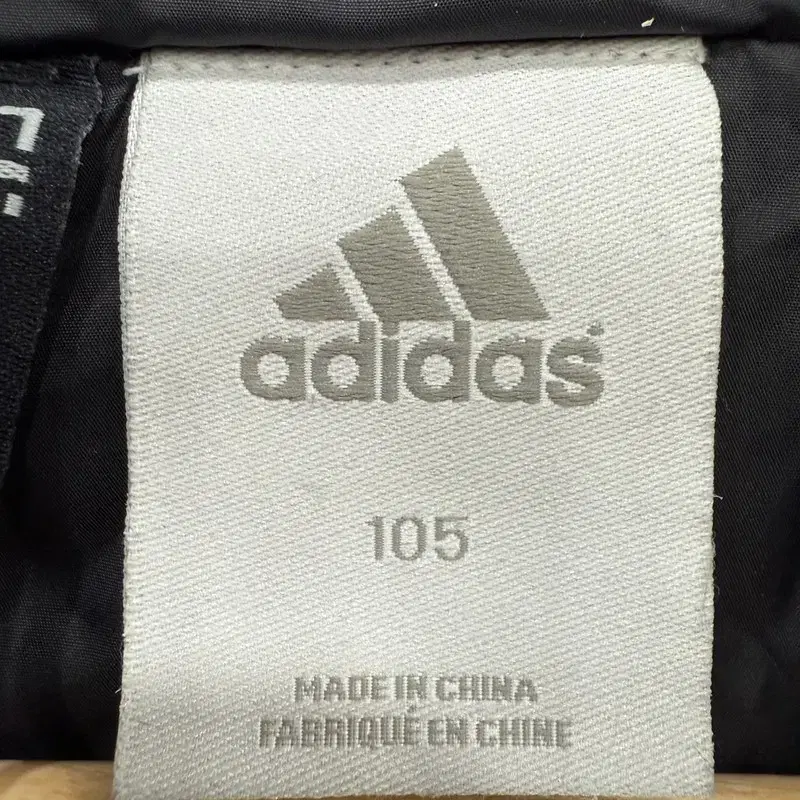 adidas
105
MADE IN CHINA
FABRIQUÉ EN CHINE